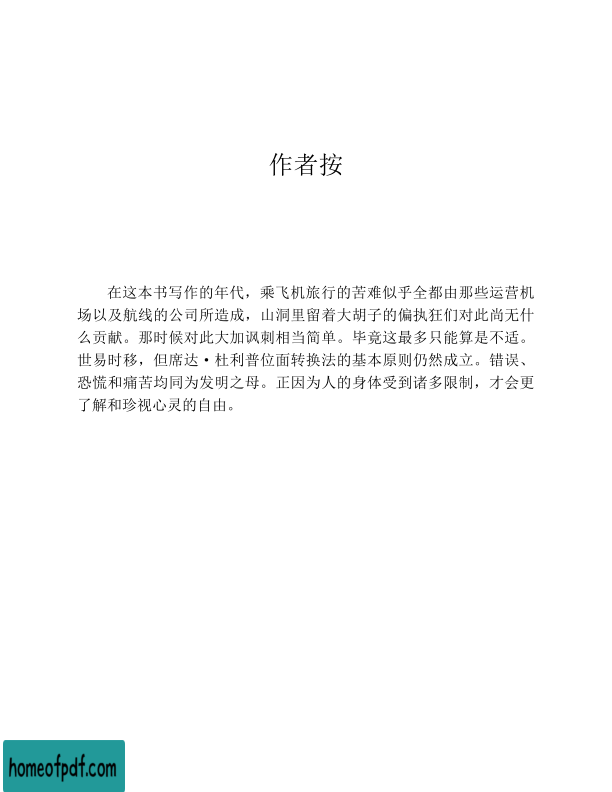 作者按
在这本书写作的年代，乘飞机旅行的苦难似乎全都由那些运营机
场以及航线的公司所造成，山洞里留着大胡子的偏执狂们对此尚无什
么贡献。那时候对此大加讽刺相当简单。毕竟这最多只能算是不适。
世易时移，但席达·杜利普位面转换法的基本原则仍然成立。错误、
恐慌和痛苦均同为发明之母。正因为人的身体受到诸多限制，才会更
了解和珍视心灵的自由。
homeofpdf.com